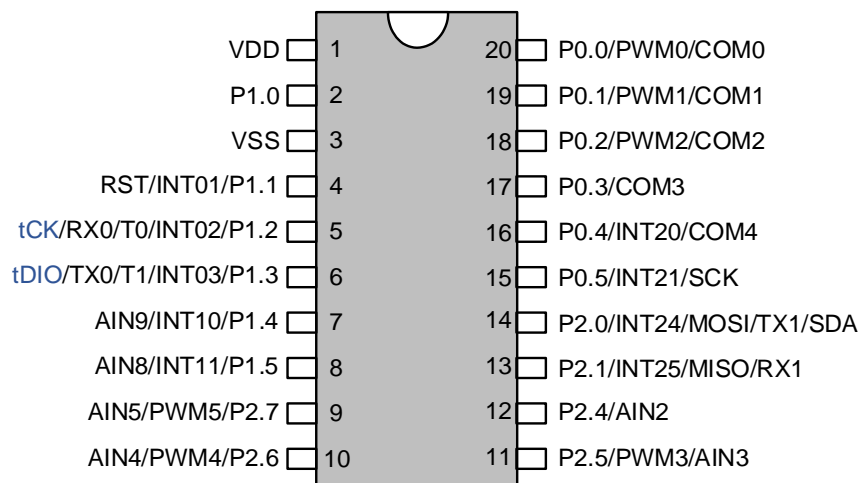 VDD 1 20 P0.0/PWM0/COM0
P1.0 2 19 P0.1/PWM1/COM1
VSS 3 18 P0.2/PWM2/COM2
RST/INT01/P1.1 4 17 P0.3/COM3
tCK/RX0/T0/INT02/P1.2 5 16 P0.4/INT20/COM4
tDIO/TX0/T1/INT03/P1.3 6 15 P0.5/INT21/SCK
AIN9/INT10/P1.4 7 14 P2.0/INT24/MOSI/TX1/SDA
AIN8/INT11/P1.5 8 13 P2.1/INT25/MISO/RX1
AIN5/PWM5/P2.7 9 12 P2.4/AIN2
AIN4/PWM4/P2.6 10 11 P2.5/PWM3/AIN3